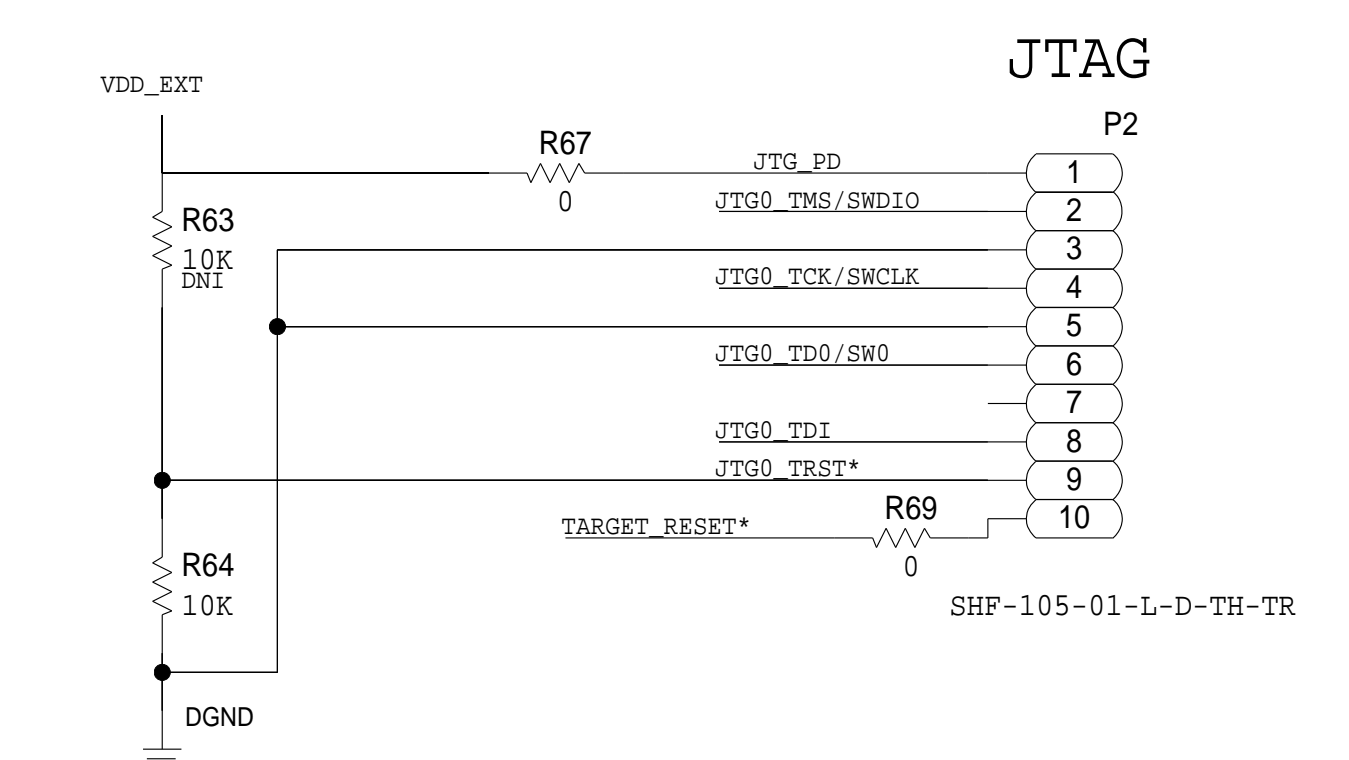 JTAG
VDD_EXT
P2
R67
JTG_PD
1
0
JTG0_TMS/SWDIO
2
R63
10K
DNI
3
JTG0_TCK/SWCLK
4
5
JTG0_TD0/SW0
6
7
JTG0_TDI
8
JTG0_TRST*
9
R69
10
TARGET_RESET*
0
R64
10K
SHF-105-01-L-D-TH-TR
DGND